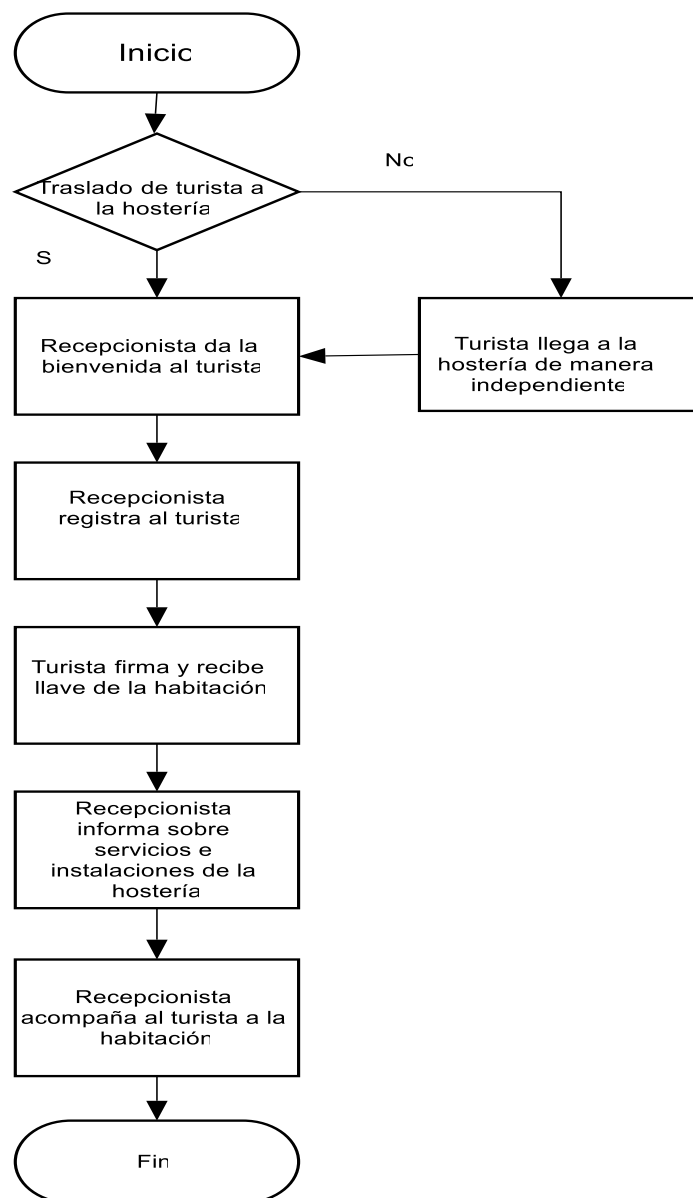 Inicio
No
Traslado de turista a
la hostería
S
Recepcionista da la
bienvenida al turista
Turista llega a la
hostería de manera
independiente
Recepcionista
registra al turista
Turista firma y recibe
llave de la habitación
Recepcionista
informa sobre
servicios e
instalaciones de la
hostería
Recepcionista
acompaña al turista a la
habitación
Fin